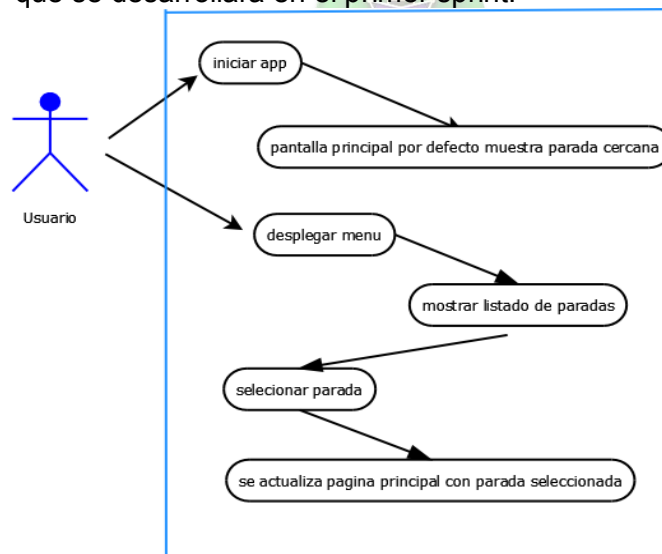 que se desarrollará en el primer sprint.
iniciar app
pantalla principal por defecto muestra parada cercana
Usuario
desplegar menu
mostrar listado de paradas
selecionar parada
se actualiza pagina principal con parada seleccionada